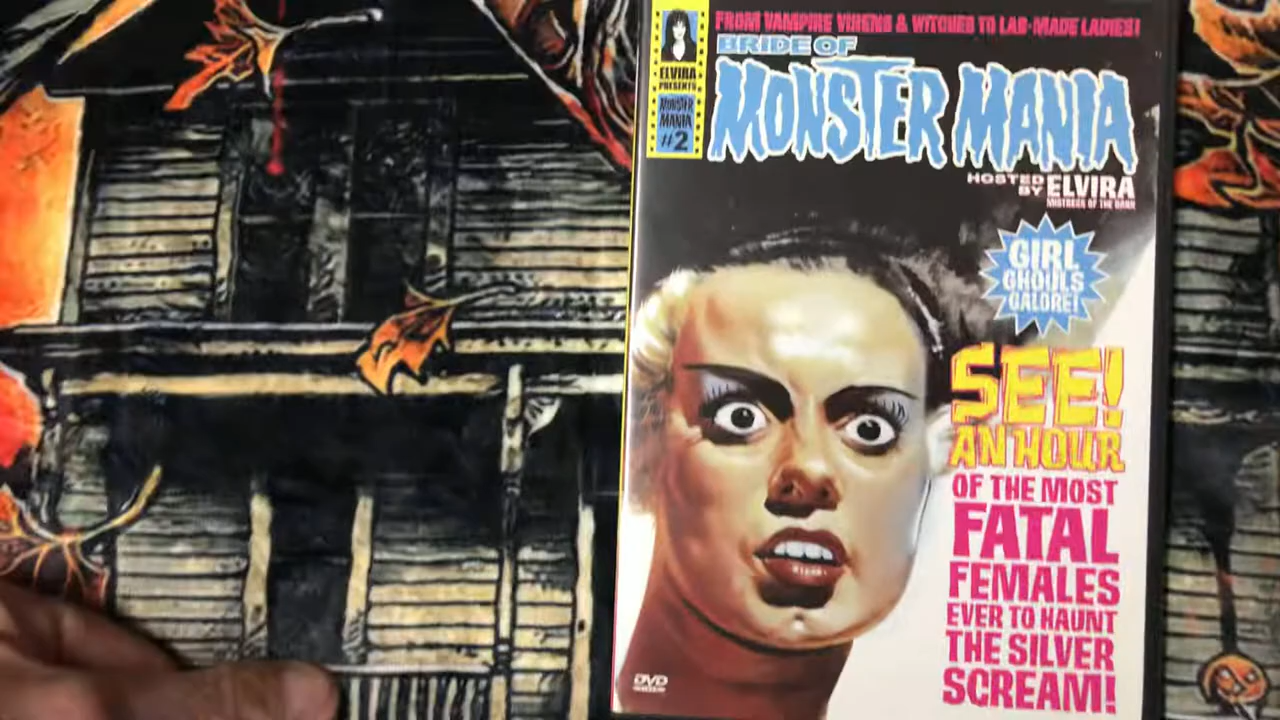 FROM VAMPIRE VIXENS & WITCHES TO LAB-MADE LADIES!
BRIDE OF
MONSTER MANIA
HOSTED
BY ELVIRA
MISTRESS OF THE DARK
ELVIRA
PRESENTS
MONSTER
MANIA
#2
GIRL
GHOULS
GALORE!
SEE!
AN HOUR
OF THE MOST
FATAL
FEMALES
EVER TO HAUNT
THE SILVER
SCREAM!
DVD